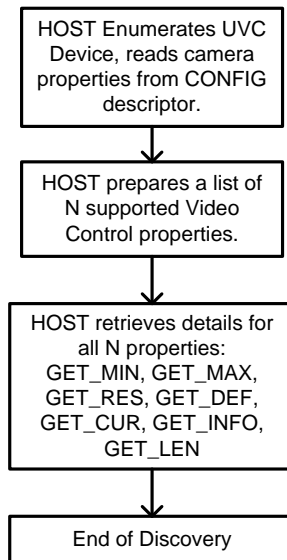 HOST Enumerates UVC
Device, reads camera
properties from CONFIG
descriptor.
HOST prepares a list of
N supported Video
Control properties.
HOST retrieves details for
all N properties:
GET_MIN, GET_MAX,
GET_RES, GET_DEF,
GET_CUR, GET_INFO,
GET_LEN
End of Discovery